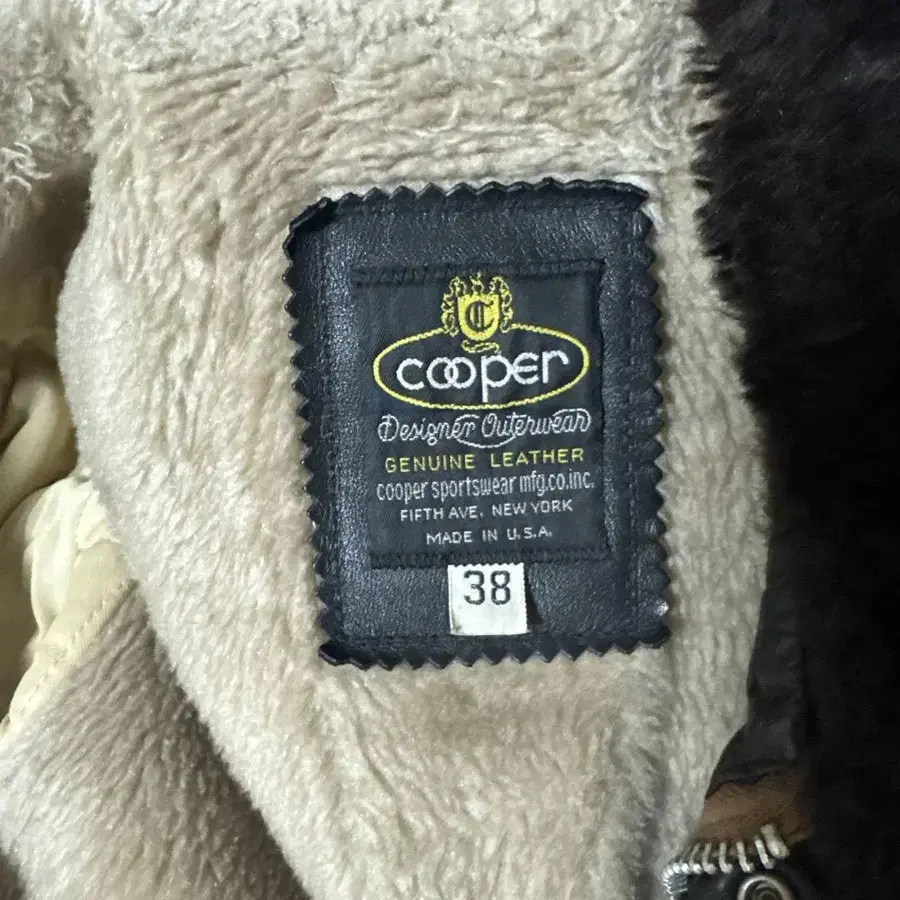 C
cooper
Designer Outerwear
GENUINE LEATHER
cooper sportswear mfg.co.inc.
FIFTH AVE. NEW YORK
MADE IN U.S.A.
38